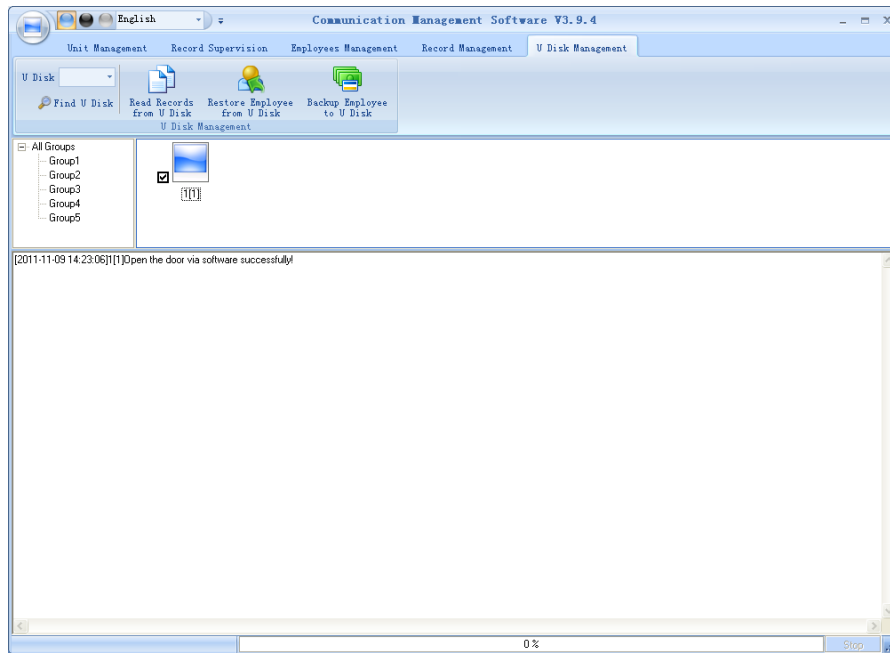 English
Communication Management Software V3.9.4
Unit Management Record Supervision Employees Management Record Management U Disk Management
U Disk
Find U Disk
Read Records from U Disk
Restore Employee from U Disk
Backup Employee to U Disk
U Disk Management
All Groups
Group1
Group2
Group3
Group4
Group5
1[1]
[2011-11-09 14:23:06]1[1]Open the door via software successfully!
0 %
Stop